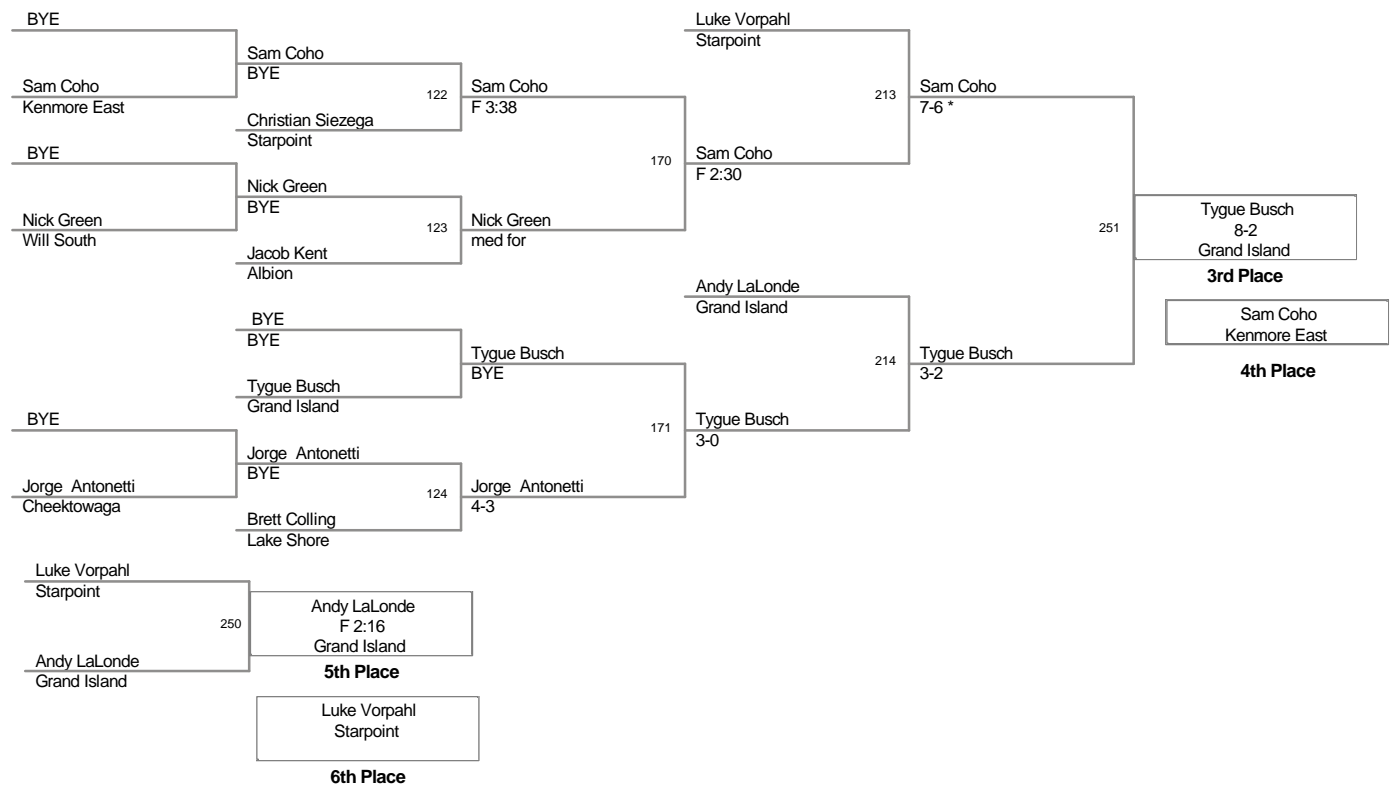 BYE
Sam Coho
Kenmore East
BYE
Nick Green
Will South
BYE
Jorge Antonetti
Cheektowaga
Sam Coho
BYE
Christian Siezega
Starpoint
Nick Green
BYE
Jacob Kent
Albion
BYE
BYE
Tygue Busch
Grand Island
Jorge Antonetti
BYE
Brett Colling
Lake Shore
122
Sam Coho
F 3:38
123
Nick Green
med for
Tygue Busch
BYE
124
Jorge Antonetti
4-3
Luke Vorpahl
Starpoint
170
Sam Coho
F 2:30
Andy LaLonde
Grand Island
171
Tygue Busch
3-0
213
Sam Coho
7-6 *
214
Tygue Busch
3-2
251
Tygue Busch
8-2
Grand Island
3rd Place
Sam Coho
Kenmore East
4th Place
Luke Vorpahl
Starpoint
250
Andy LaLonde
Grand Island
Andy LaLonde
F 2:16
Grand Island
5th Place
Luke Vorpahl
Starpoint
6th Place